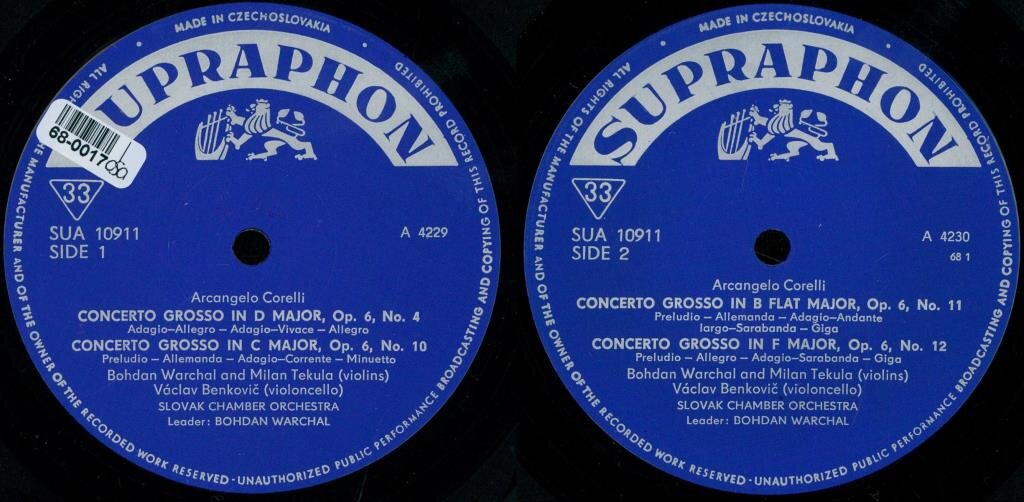 MADE IN CZECHOSLOVAKIA
SUPRAPHON
68-0017
33
SUA 10911
SIDE 1
A 4229
Arcangelo Corelli
CONCERTO GROSSO IN D MAJOR, Op. 6, No. 4
Adagio–Allegro – Adagio–Vivace – Allegro
CONCERTO GROSSO IN C MAJOR, Op. 6, No. 10
Preludio – Allemanda – Adagio–Corrente – Minuetto
Bohdan Warchal and Milan Tekula (violins)
Václav Benkovič (violoncello)
SLOVAK CHAMBER ORCHESTRA
Leader: BOHDAN WARCHAL
ALL THE MANUFACTURER AND OF THE OWNER OF THE RECORDED WORK RESERVED · UNAUTHORIZED PUBLIC PERFORMANCE BROADCASTING AND COPYING OF THIS RECORD PROHIBITED
MADE IN CZECHOSLOVAKIA
SUPRAPHON
33
SUA 10911
SIDE 2
A 4230
68 1
Arcangelo Corelli
CONCERTO GROSSO IN B FLAT MAJOR, Op. 6, No. 11
Preludio – Allemanda – Adagio–Andante
largo–Sarabanda – Giga
CONCERTO GROSSO IN F MAJOR, Op. 6, No. 12
Preludio – Allegro – Adagio–Sarabanda – Giga
Bohdan Warchal and Milan Tekula (violins)
Václav Benkovič (violoncello)
SLOVAK CHAMBER ORCHESTRA
Leader: BOHDAN WARCHAL
ALL RIGHTS OF THE MANUFACTURER AND OF THE OWNER OF THE RECORDED WORK RESERVED · UNAUTHORIZED PUBLIC PERFORMANCE BROADCASTING AND COPYING OF THIS RECORD PROHIBITED